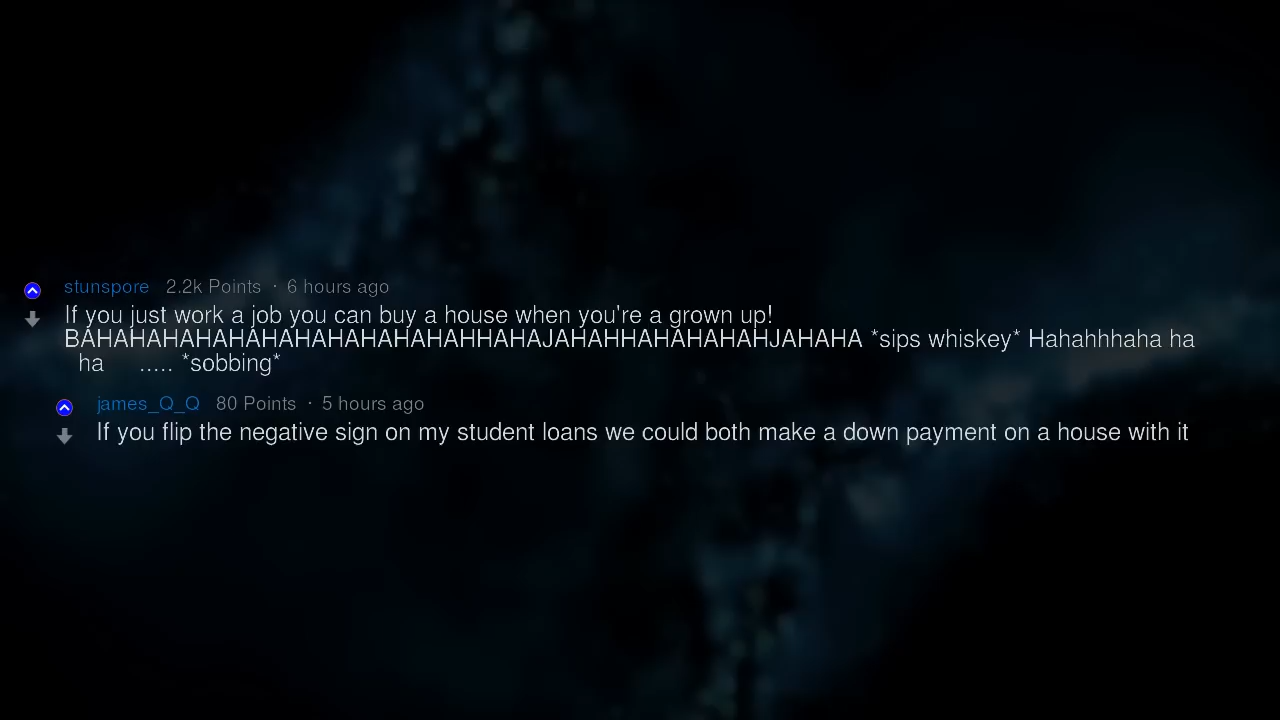 stunspore 2.2k Points · 6 hours ago
If you just work a job you can buy a house when you're a grown up!
BAHAHAHAHAHAHAHAHAHAHAHAHAHHAHAJAHAHHAHAHAHAHJAHAHA *sips whiskey* Hahahhhaha ha
ha ..... *sobbing*
james_Q_Q 80 Points · 5 hours ago
If you flip the negative sign on my student loans we could both make a down payment on a house with it